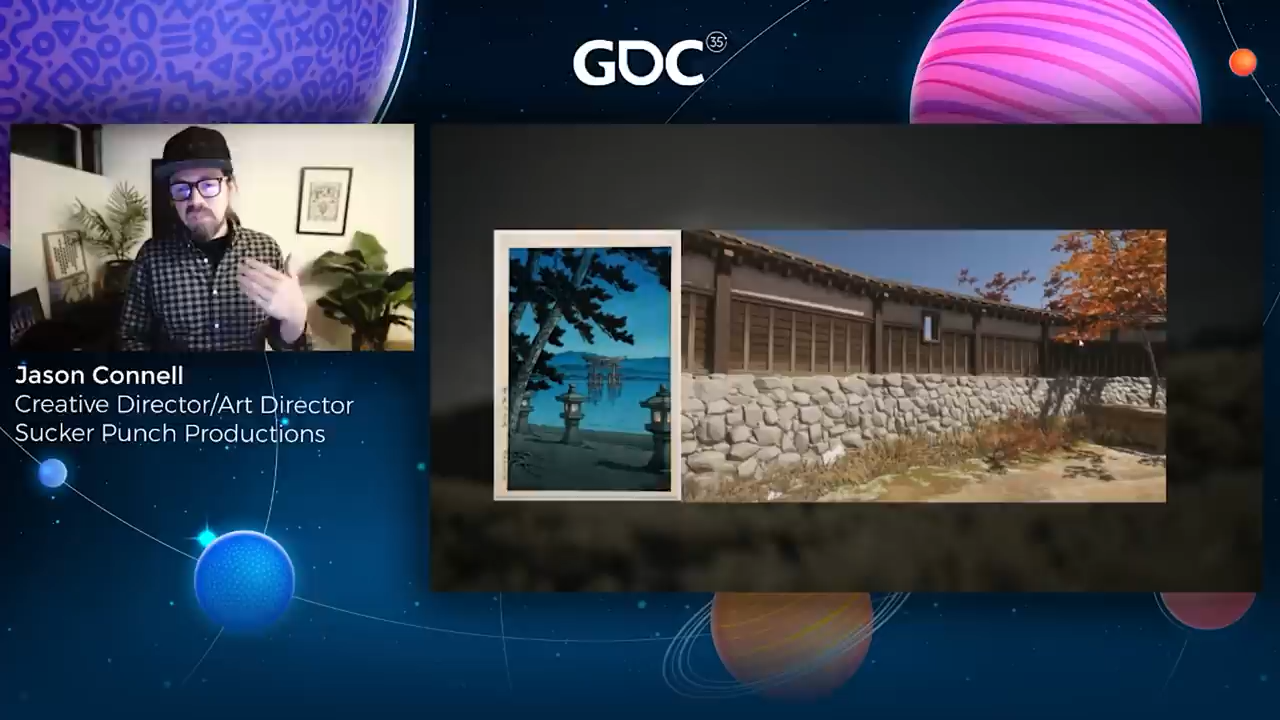 GDC 35
Jason Connell
Creative Director/Art Director
Sucker Punch Productions